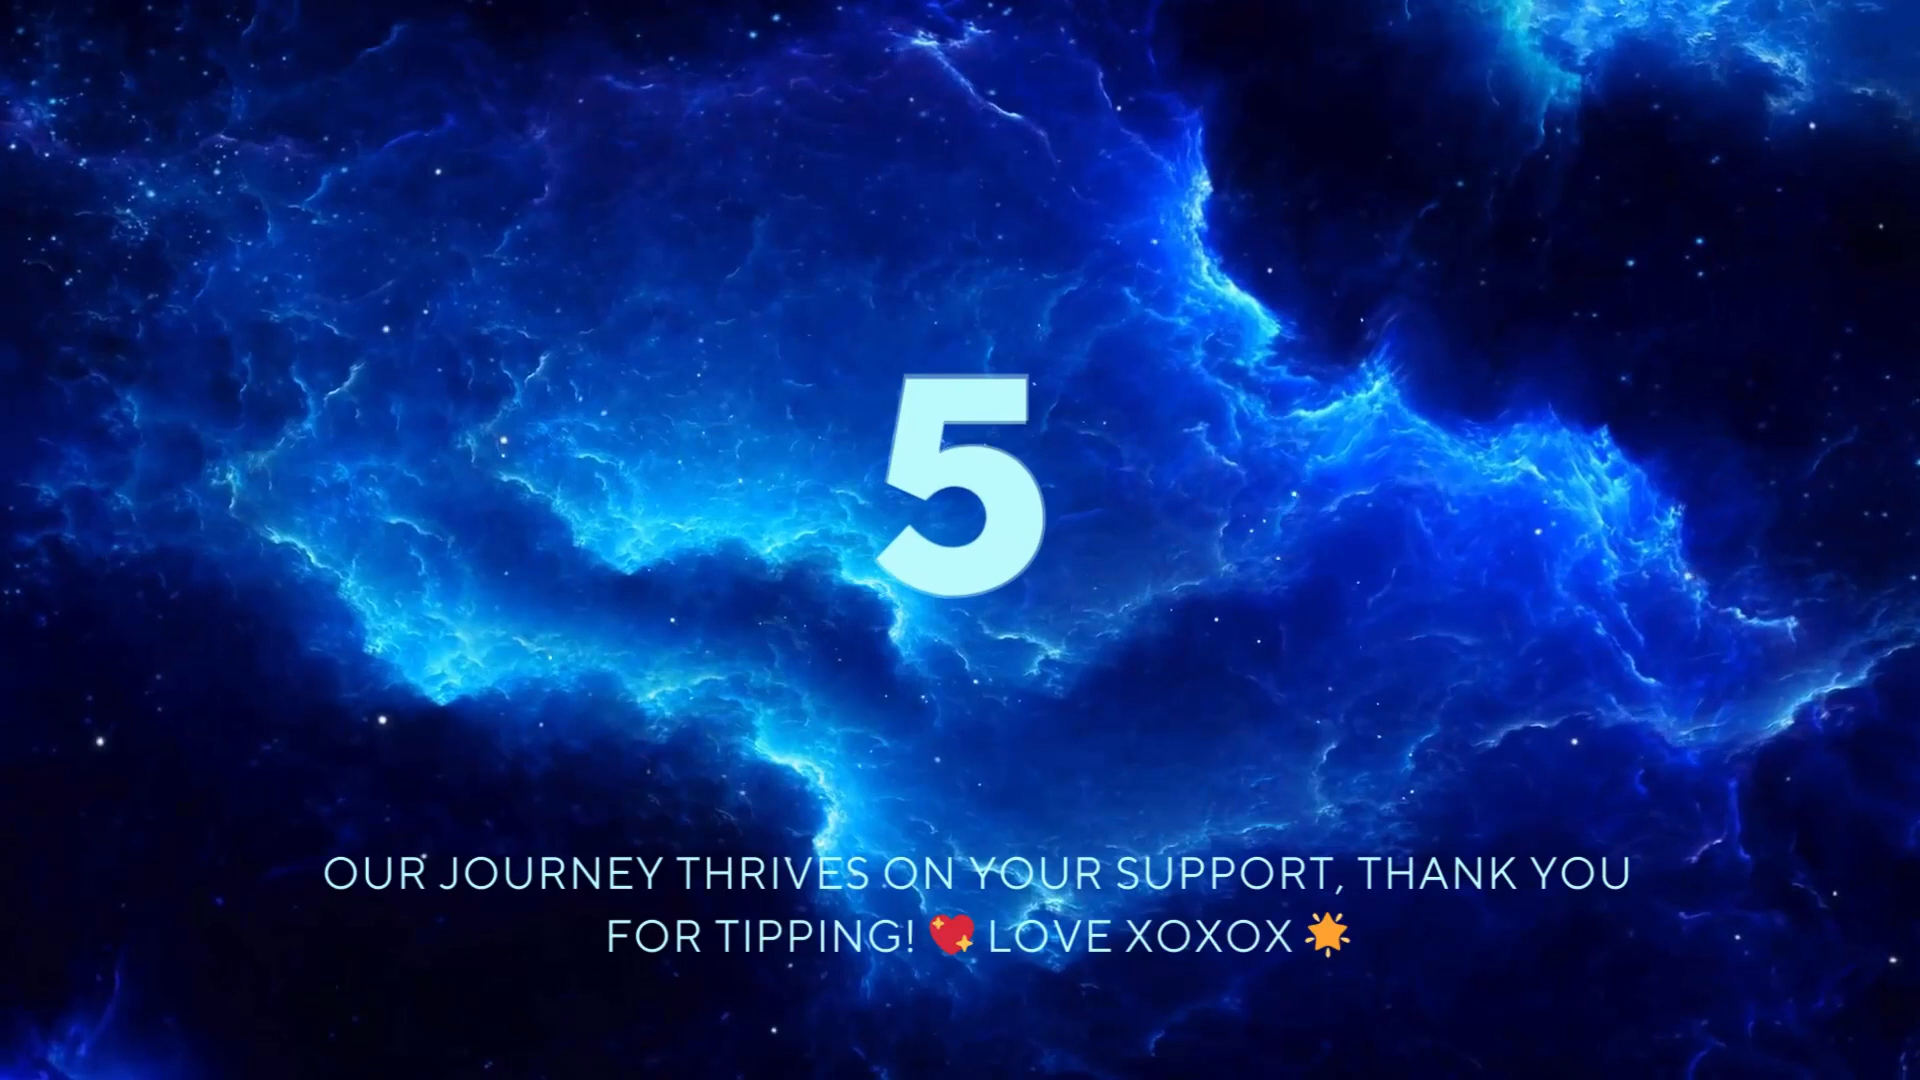 5
OUR JOURNEY THRIVES ON YOUR SUPPORT, THANK YOU
FOR TIPPING! 💖 LOVE XOXOX 🌟